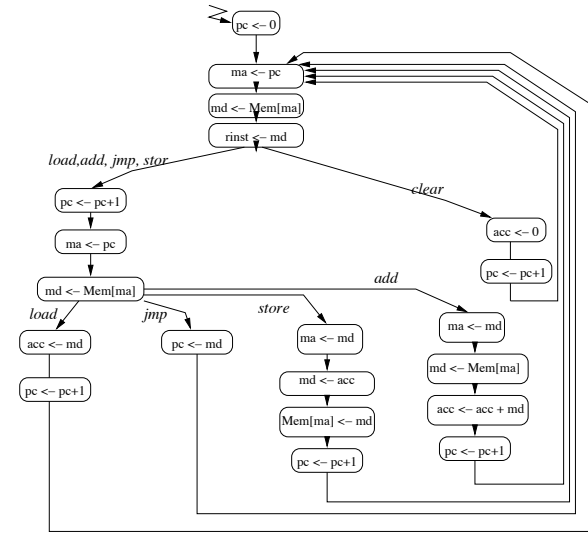 pc <– 0
ma <– pc
md <– Mem[ma]
rinst <– md
load,add, jmp, stor
clear
pc <– pc+1
acc <– 0
ma <– pc
pc <– pc+1
md <– Mem[ma]
add
load
jmp
store
acc <– md
pc <– md
ma <– md
ma <– md
md <– Mem[ma]
pc <– pc+1
md <– acc
acc <– acc + md
Mem[ma] <– md
pc <– pc+1
pc <– pc+1